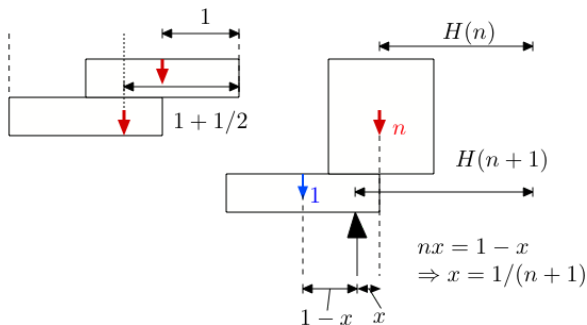 1
1 + 1/2
H(n)
n
H(n + 1)
1
nx = 1 − x
⇒ x = 1/(n + 1)
1 − x
x